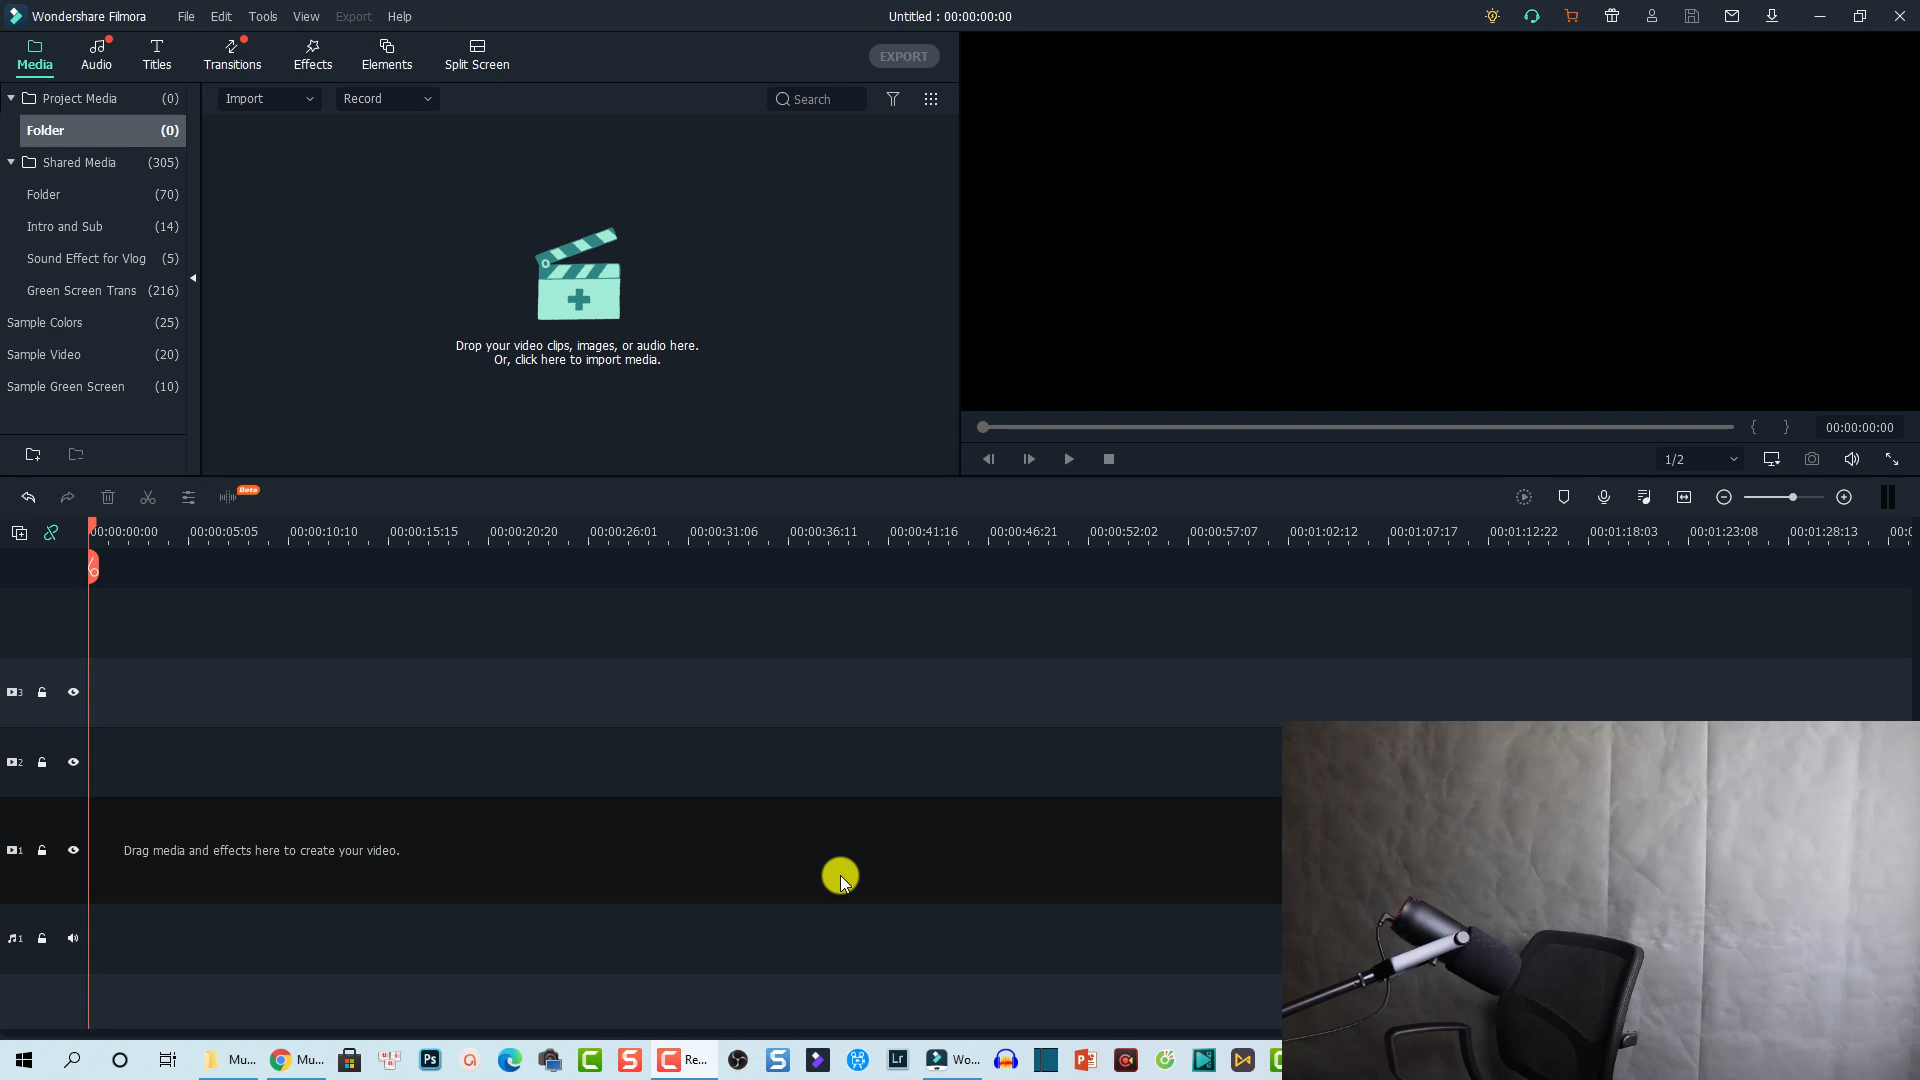 Wondershare Filmora File Edit Tools View Export Help Untitled : 00:00:00:00
Media Audio Titles Transitions Effects Elements Split Screen EXPORT
Project Media (0)
Folder (0)
Shared Media (305)
Folder (70)
Intro and Sub (14)
Sound Effect for Vlog (5)
Green Screen Trans (216)
Sample Colors (25)
Sample Video (20)
Sample Green Screen (10)
Import Record Search
Drop your video clips, images, or audio here.
Or, click here to import media.
{ } 00:00:00:00
1/2
Beta
00:00:00:00 00:00:05:05 00:00:10:10 00:00:15:15 00:00:20:20 00:00:26:01 00:00:31:06 00:00:36:11 00:00:41:16 00:00:46:21 00:00:52:02 00:00:57:07 00:01:02:12 00:01:07:17 00:01:12:22 00:01:18:03 00:01:23:08 00:01:28:13 00:0
3
2
1 Drag media and effects here to create your video.
1
Mu... Mu... Ps S Re... S Lr Wo...